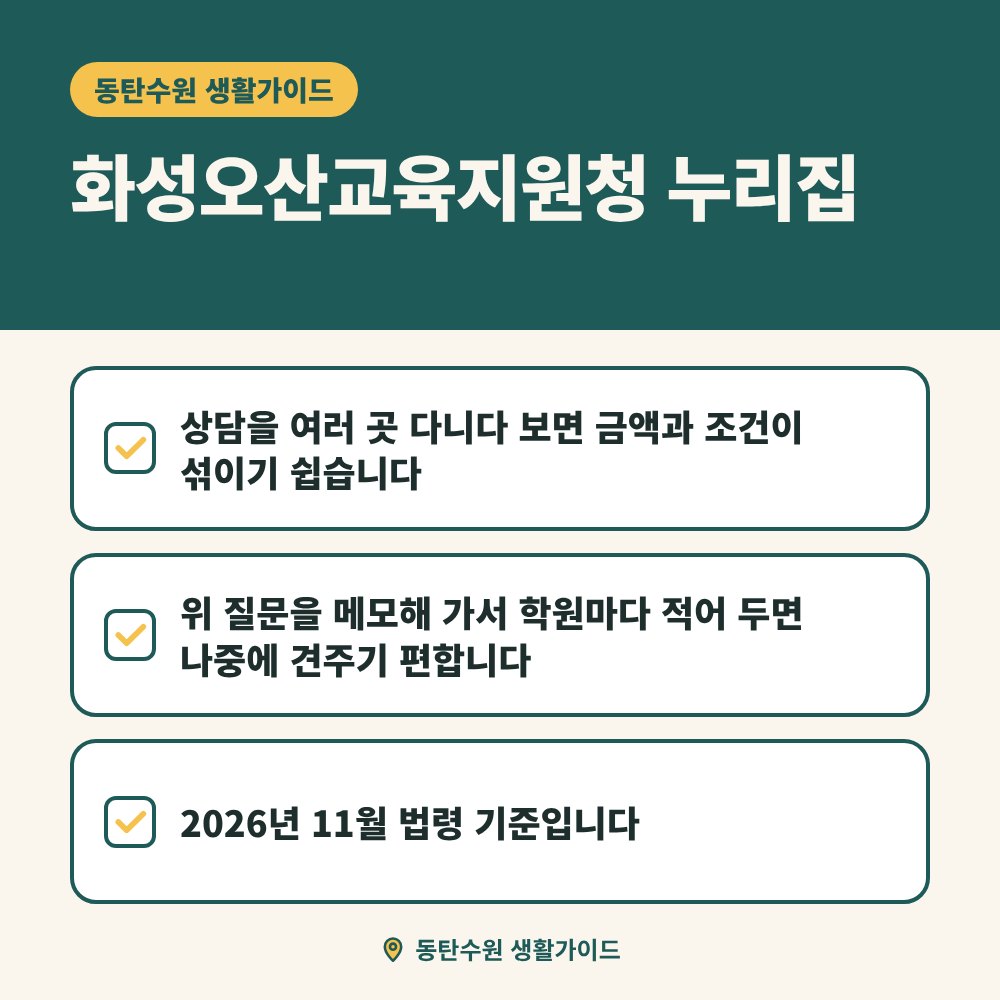 동탄수원 생활가이드
화성오산교육지원청 누리집
상담을 여러 곳 다니다 보면 금액과 조건이
섞이기 쉽습니다
위 질문을 메모해 가서 학원마다 적어 두면
나중에 견주기 편합니다
2026년 11월 법령 기준입니다
동탄수원 생활가이드